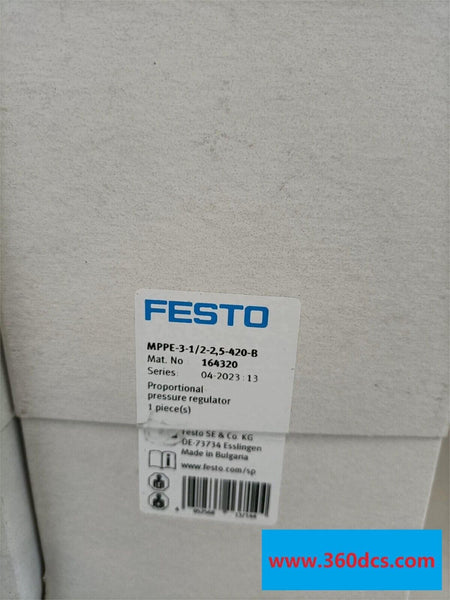 FESTO
MPPE-3-1/2-2,5-420-B
Mat. No 164320
Series: 04-2023 : 13
Proportional
pressure regulator
1 piece(s)
Festo SE & Co. KG
DE-73734 Esslingen
Made in Bulgaria
www.festo.com/sp
www.360dcs.com